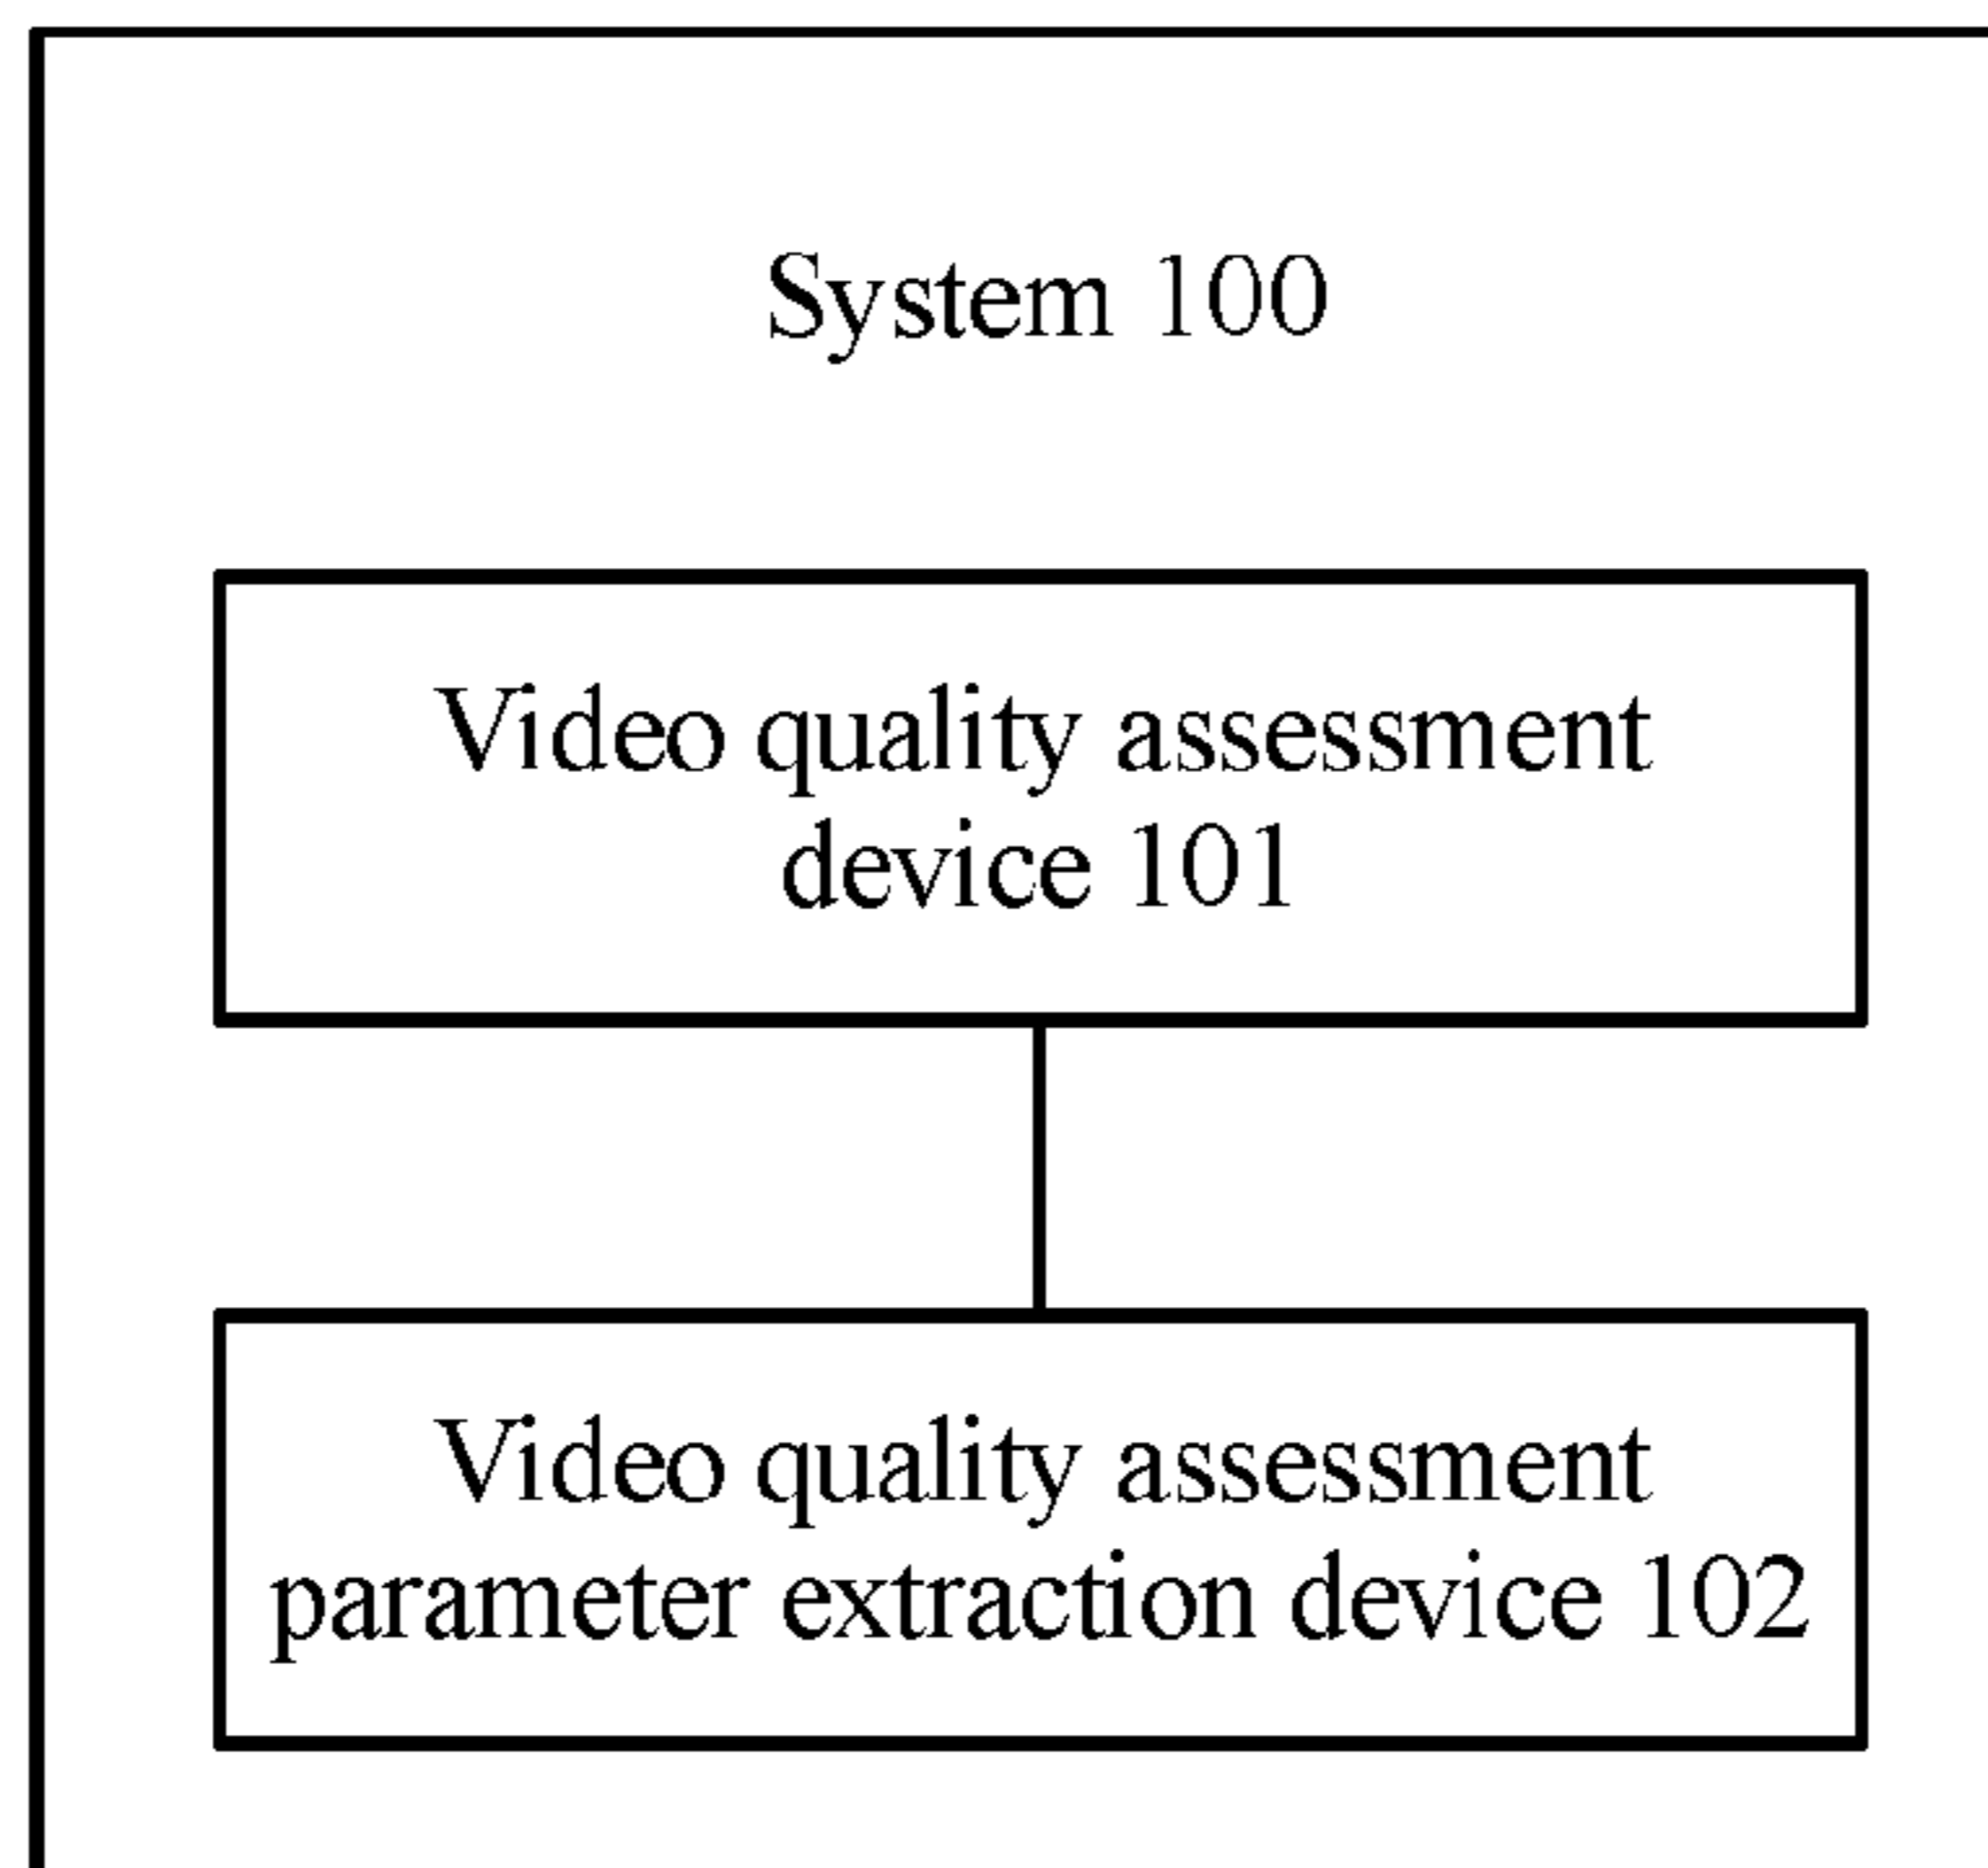 System 100
Video quality assessment
device 101
Video quality assessment
parameter extraction device 102